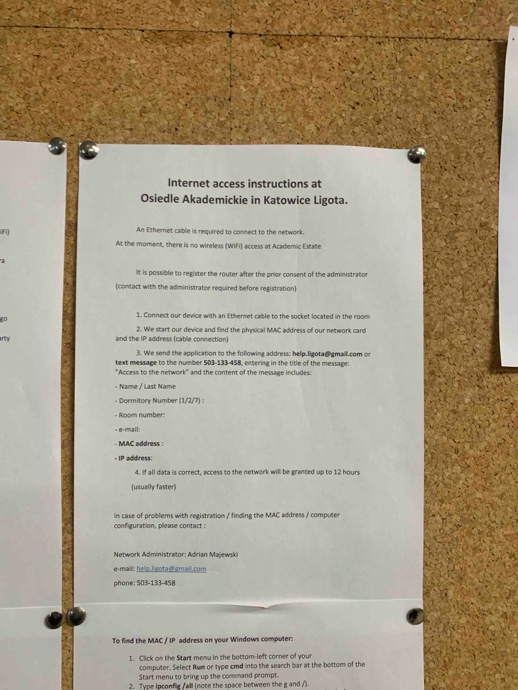 iFi)
ra
go
arty
Internet access instructions at
Osiedle Akademickie in Katowice Ligota.
An Ethernet cable is required to connect to the network.
At the moment, there is no wireless (WiFi) access at Academic Estate
It is possible to register the router after the prior consent of the administrator
(contact with the administrator required before registration)
1. Connect our device with an Ethernet cable to the socket located in the room
2. We start our device and find the physical MAC address of our network card
and the IP address (cable connection)
3. We send the application to the following address: help.ligota@gmail.com or
text message to the number 503-133-458, entering in the title of the message:
"Access to the network" and the content of the message includes:
- Name / Last Name
- Dormitory Number (1/2/7) :
- Room number:
- e-mail:
- MAC address :
- IP address:
4. If all data is correct, access to the network will be granted up to 12 hours
(usually faster)
In case of problems with registration / finding the MAC address / computer
configuration, please contact :
Network Administrator: Adrian Majewski
e-mail: help.ligota@gmail.com
phone: 503-133-458
To find the MAC / IP address on your Windows computer:
1. Click on the Start menu in the bottom-left corner of your
computer. Select Run or type cmd into the search bar at the bottom of the
Start menu to bring up the command prompt.
2. Type ipconfig /all (note the space between the g and /).